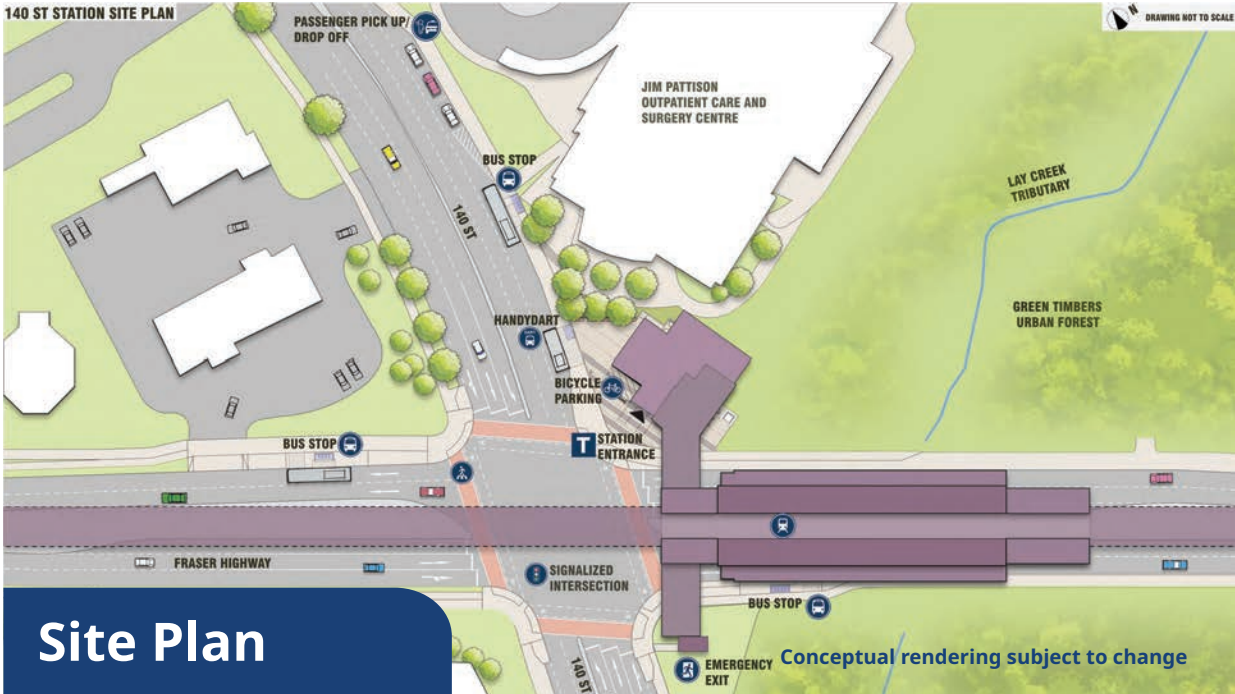 140 ST STATION SITE PLAN
PASSENGER PICK UP/
DROP OFF
N
DRAWING NOT TO SCALE
JIM PATTISON
OUTPATIENT CARE AND
SURGERY CENTRE
BUS STOP
LAY CREEK
TRIBUTARY
140 ST
GREEN TIMBERS
URBAN FOREST
HANDYDART
BICYCLE
PARKING
BUS STOP
T
STATION
ENTRANCE
FRASER HIGHWAY
SIGNALIZED
INTERSECTION
BUS STOP
140 ST
EMERGENCY
EXIT
Site Plan
Conceptual rendering subject to change